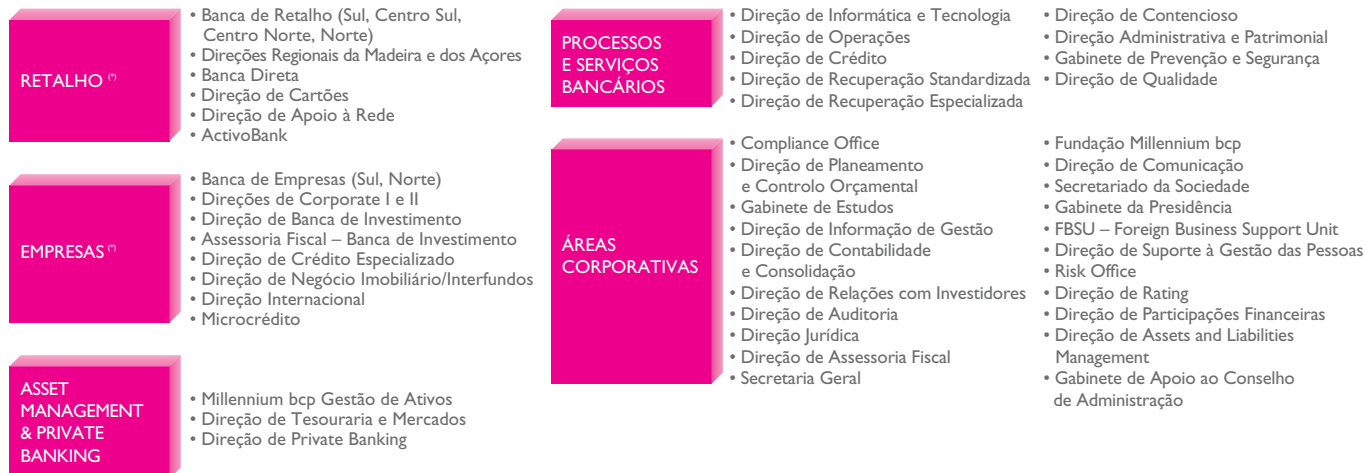 RETALHO (*)
• Banca de Retalho (Sul, Centro Sul,
Centro Norte, Norte)
• Direções Regionais da Madeira e dos Açores
• Banca Direta
• Direção de Cartões
• Direção de Apoio à Rede
• ActivoBank
EMPRESAS (*)
• Banca de Empresas (Sul, Norte)
• Direções de Corporate I e II
• Direção de Banca de Investimento
• Assessoria Fiscal – Banca de Investimento
• Direção de Crédito Especializado
• Direção de Negócio Imobiliário/Interfundos
• Direção Internacional
• Microcrédito
ASSET
MANAGEMENT
& PRIVATE
BANKING
• Millennium bcp Gestão de Ativos
• Direção de Tesouraria e Mercados
• Direção de Private Banking
PROCESSOS
E SERVIÇOS
BANCÁRIOS
• Direção de Informática e Tecnologia
• Direção de Operações
• Direção de Crédito
• Direção de Recuperação Standardizada
• Direção de Recuperação Especializada
• Direção de Contencioso
• Direção Administrativa e Patrimonial
• Gabinete de Prevenção e Segurança
• Direção de Qualidade
ÁREAS
CORPORATIVAS
• Compliance Office
• Direção de Planeamento
e Controlo Orçamental
• Gabinete de Estudos
• Direção de Informação de Gestão
• Direção de Contabilidade
e Consolidação
• Direção de Relações com Investidores
• Direção de Auditoria
• Direção Jurídica
• Direção de Assessoria Fiscal
• Secretaria Geral
• Fundação Millennium bcp
• Direção de Comunicação
• Secretariado da Sociedade
• Gabinete da Presidência
• FBSU – Foreign Business Support Unit
• Direção de Suporte à Gestão das Pessoas
• Risk Office
• Direção de Rating
• Direção de Participações Financeiras
• Direção de Assets and Liabilities
Management
• Gabinete de Apoio ao Conselho
de Administração